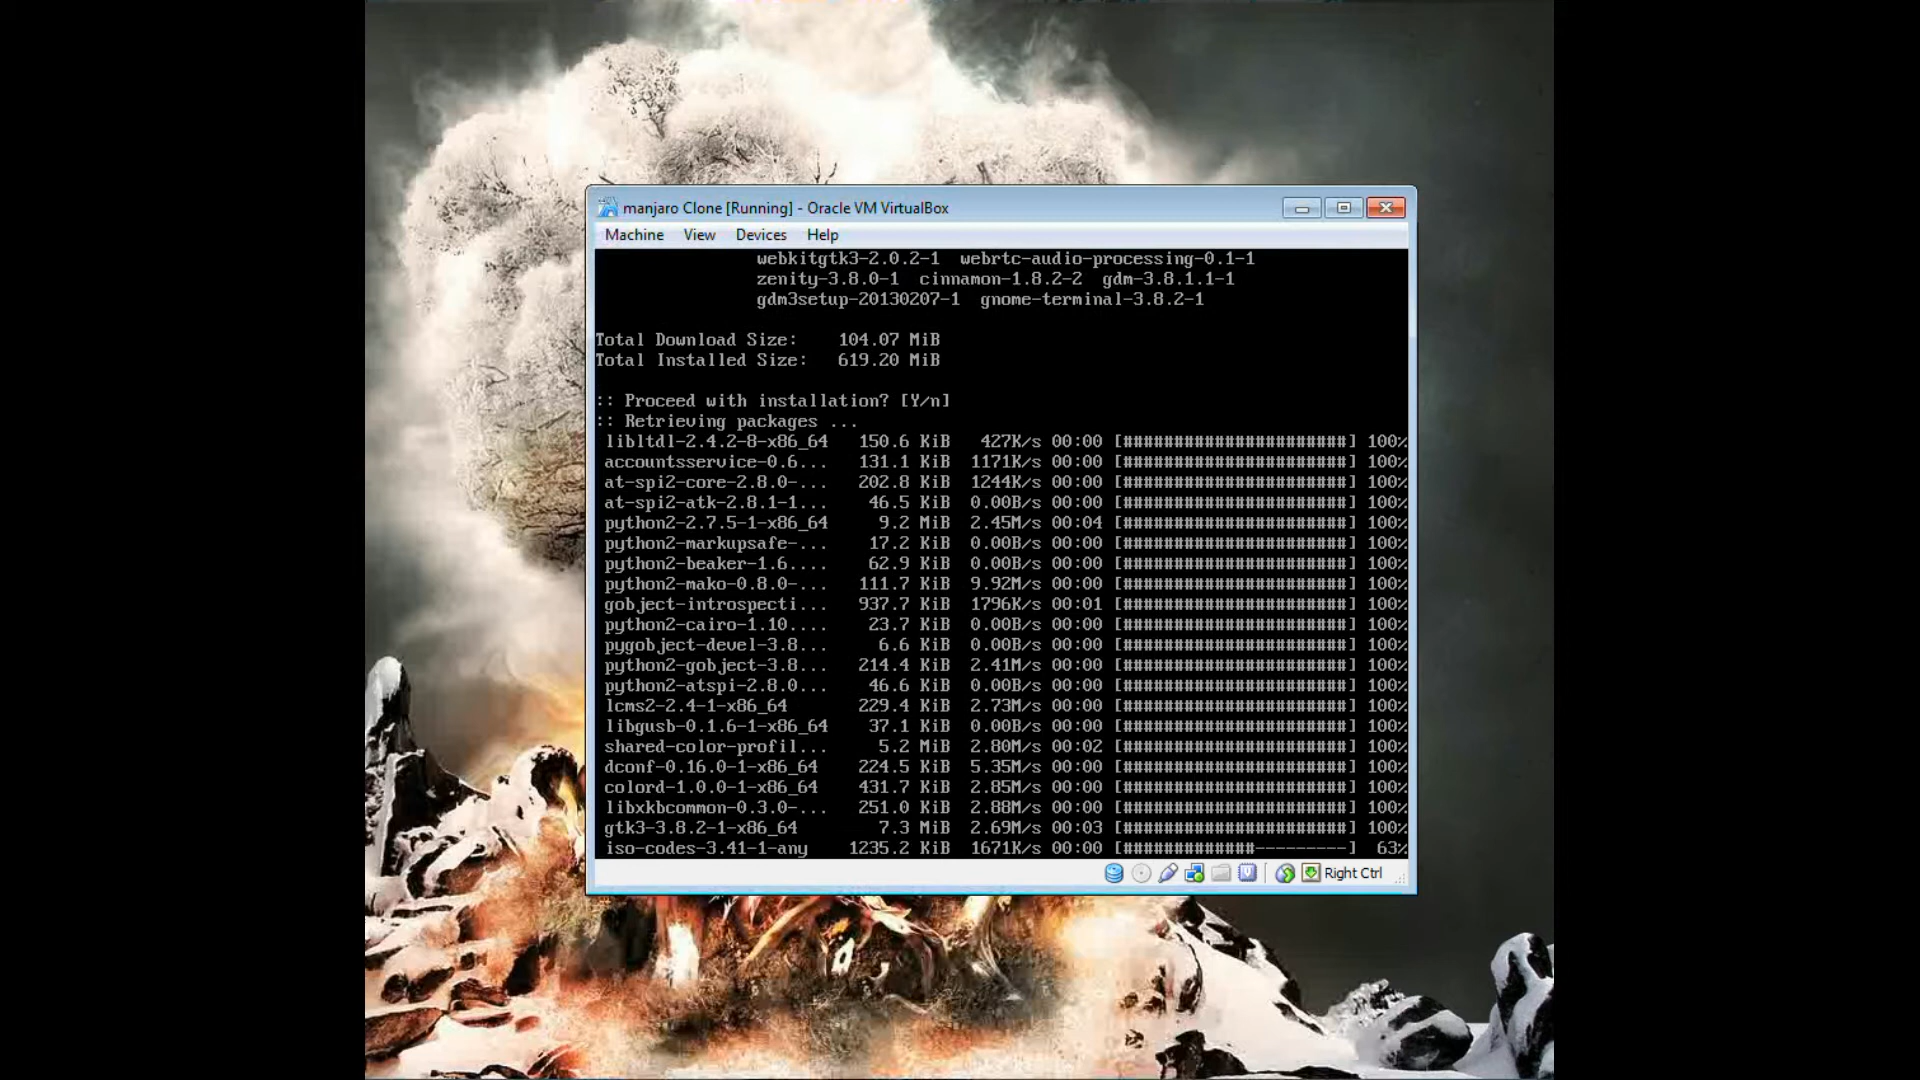 manjaro Clone [Running] - Oracle VM VirtualBox
Machine View Devices Help
webkitgtk3-2.0.2-1 webrtc-audio-processing-0.1-1
zenity-3.8.0-1 cinnamon-1.8.2-2 gdm-3.8.1.1-1
gdm3setup-20130207-1 gnome-terminal-3.8.2-1
Total Download Size: 104.07 MiB
Total Installed Size: 619.20 MiB
:: Proceed with installation? [Y/n]
:: Retrieving packages ...
libltdl-2.4.2-8-x86_64 150.6 KiB 427K/s 00:00 [######################] 100%
accountsservice-0.6... 131.1 KiB 1171K/s 00:00 [######################] 100%
at-spi2-core-2.8.0-... 202.8 KiB 1244K/s 00:00 [######################] 100%
at-spi2-atk-2.8.1-1... 46.5 KiB 0.00B/s 00:00 [######################] 100%
python2-2.7.5-1-x86_64 9.2 MiB 2.45M/s 00:04 [######################] 100%
python2-markupsafe-... 17.2 KiB 0.00B/s 00:00 [######################] 100%
python2-beaker-1.6.... 62.9 KiB 0.00B/s 00:00 [######################] 100%
python2-mako-0.8.0-... 111.7 KiB 9.92M/s 00:00 [######################] 100%
gobject-introspecti... 937.7 KiB 1796K/s 00:01 [######################] 100%
python2-cairo-1.10.... 23.7 KiB 0.00B/s 00:00 [######################] 100%
pygobject-devel-3.8... 6.6 KiB 0.00B/s 00:00 [######################] 100%
python2-gobject-3.8... 214.4 KiB 2.41M/s 00:00 [######################] 100%
python2-atspi-2.8.0... 46.6 KiB 0.00B/s 00:00 [######################] 100%
lcms2-2.4-1-x86_64 229.4 KiB 2.73M/s 00:00 [######################] 100%
libgusb-0.1.6-1-x86_64 37.1 KiB 0.00B/s 00:00 [######################] 100%
shared-color-profil... 5.2 MiB 2.80M/s 00:02 [######################] 100%
dconf-0.16.0-1-x86_64 224.5 KiB 5.35M/s 00:00 [######################] 100%
colord-1.0.0-1-x86_64 431.7 KiB 2.85M/s 00:00 [######################] 100%
libxkbcommon-0.3.0-... 251.0 KiB 2.88M/s 00:00 [######################] 100%
gtk3-3.8.2-1-x86_64 7.3 MiB 2.69M/s 00:03 [######################] 100%
iso-codes-3.41-1-any 1235.2 KiB 1671K/s 00:00 [#############---------] 63%
Right Ctrl